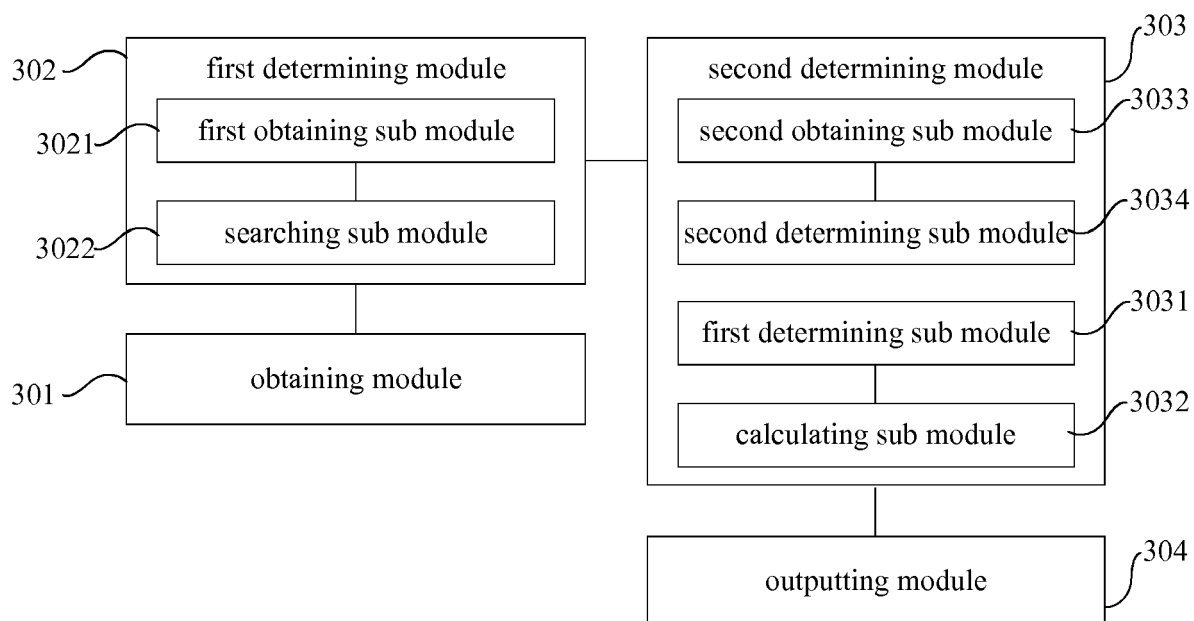 302
first determining module
3021
first obtaining sub module
3022
searching sub module
301
obtaining module
303
second determining module
3033
second obtaining sub module
3034
second determining sub module
3031
first determining sub module
3032
calculating sub module
304
outputting module